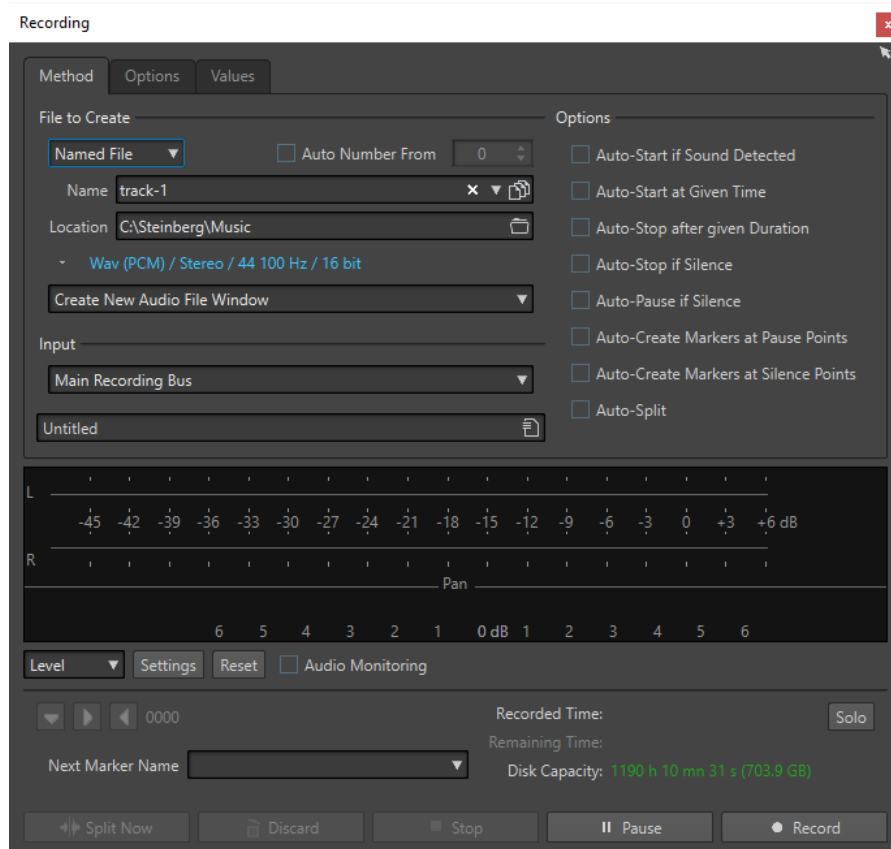 Recording
x
Method Options Values
File to Create
Options
Named File
Auto Number From 0
Auto-Start if Sound Detected
Name track-1
Auto-Start at Given Time
Location C:\Steinberg\Music
Auto-Stop after given Duration
Wav (PCM) / Stereo / 44 100 Hz / 16 bit
Auto-Stop if Silence
Create New Audio File Window
Auto-Pause if Silence
Input
Auto-Create Markers at Pause Points
Main Recording Bus
Auto-Create Markers at Silence Points
Untitled
Auto-Split
L
-45 -42 -39 -36 -33 -30 -27 -24 -21 -18 -15 -12 -9 -6 -3 0 +3 +6 dB
R
Pan
6 5 4 3 2 1 0 dB 1 2 3 4 5 6
Level Settings Reset Audio Monitoring
0000
Recorded Time:
Solo
Remaining Time:
Next Marker Name
Disk Capacity: 1190 h 10 mn 31 s (703.9 GB)
Split Now Discard Stop Pause Record